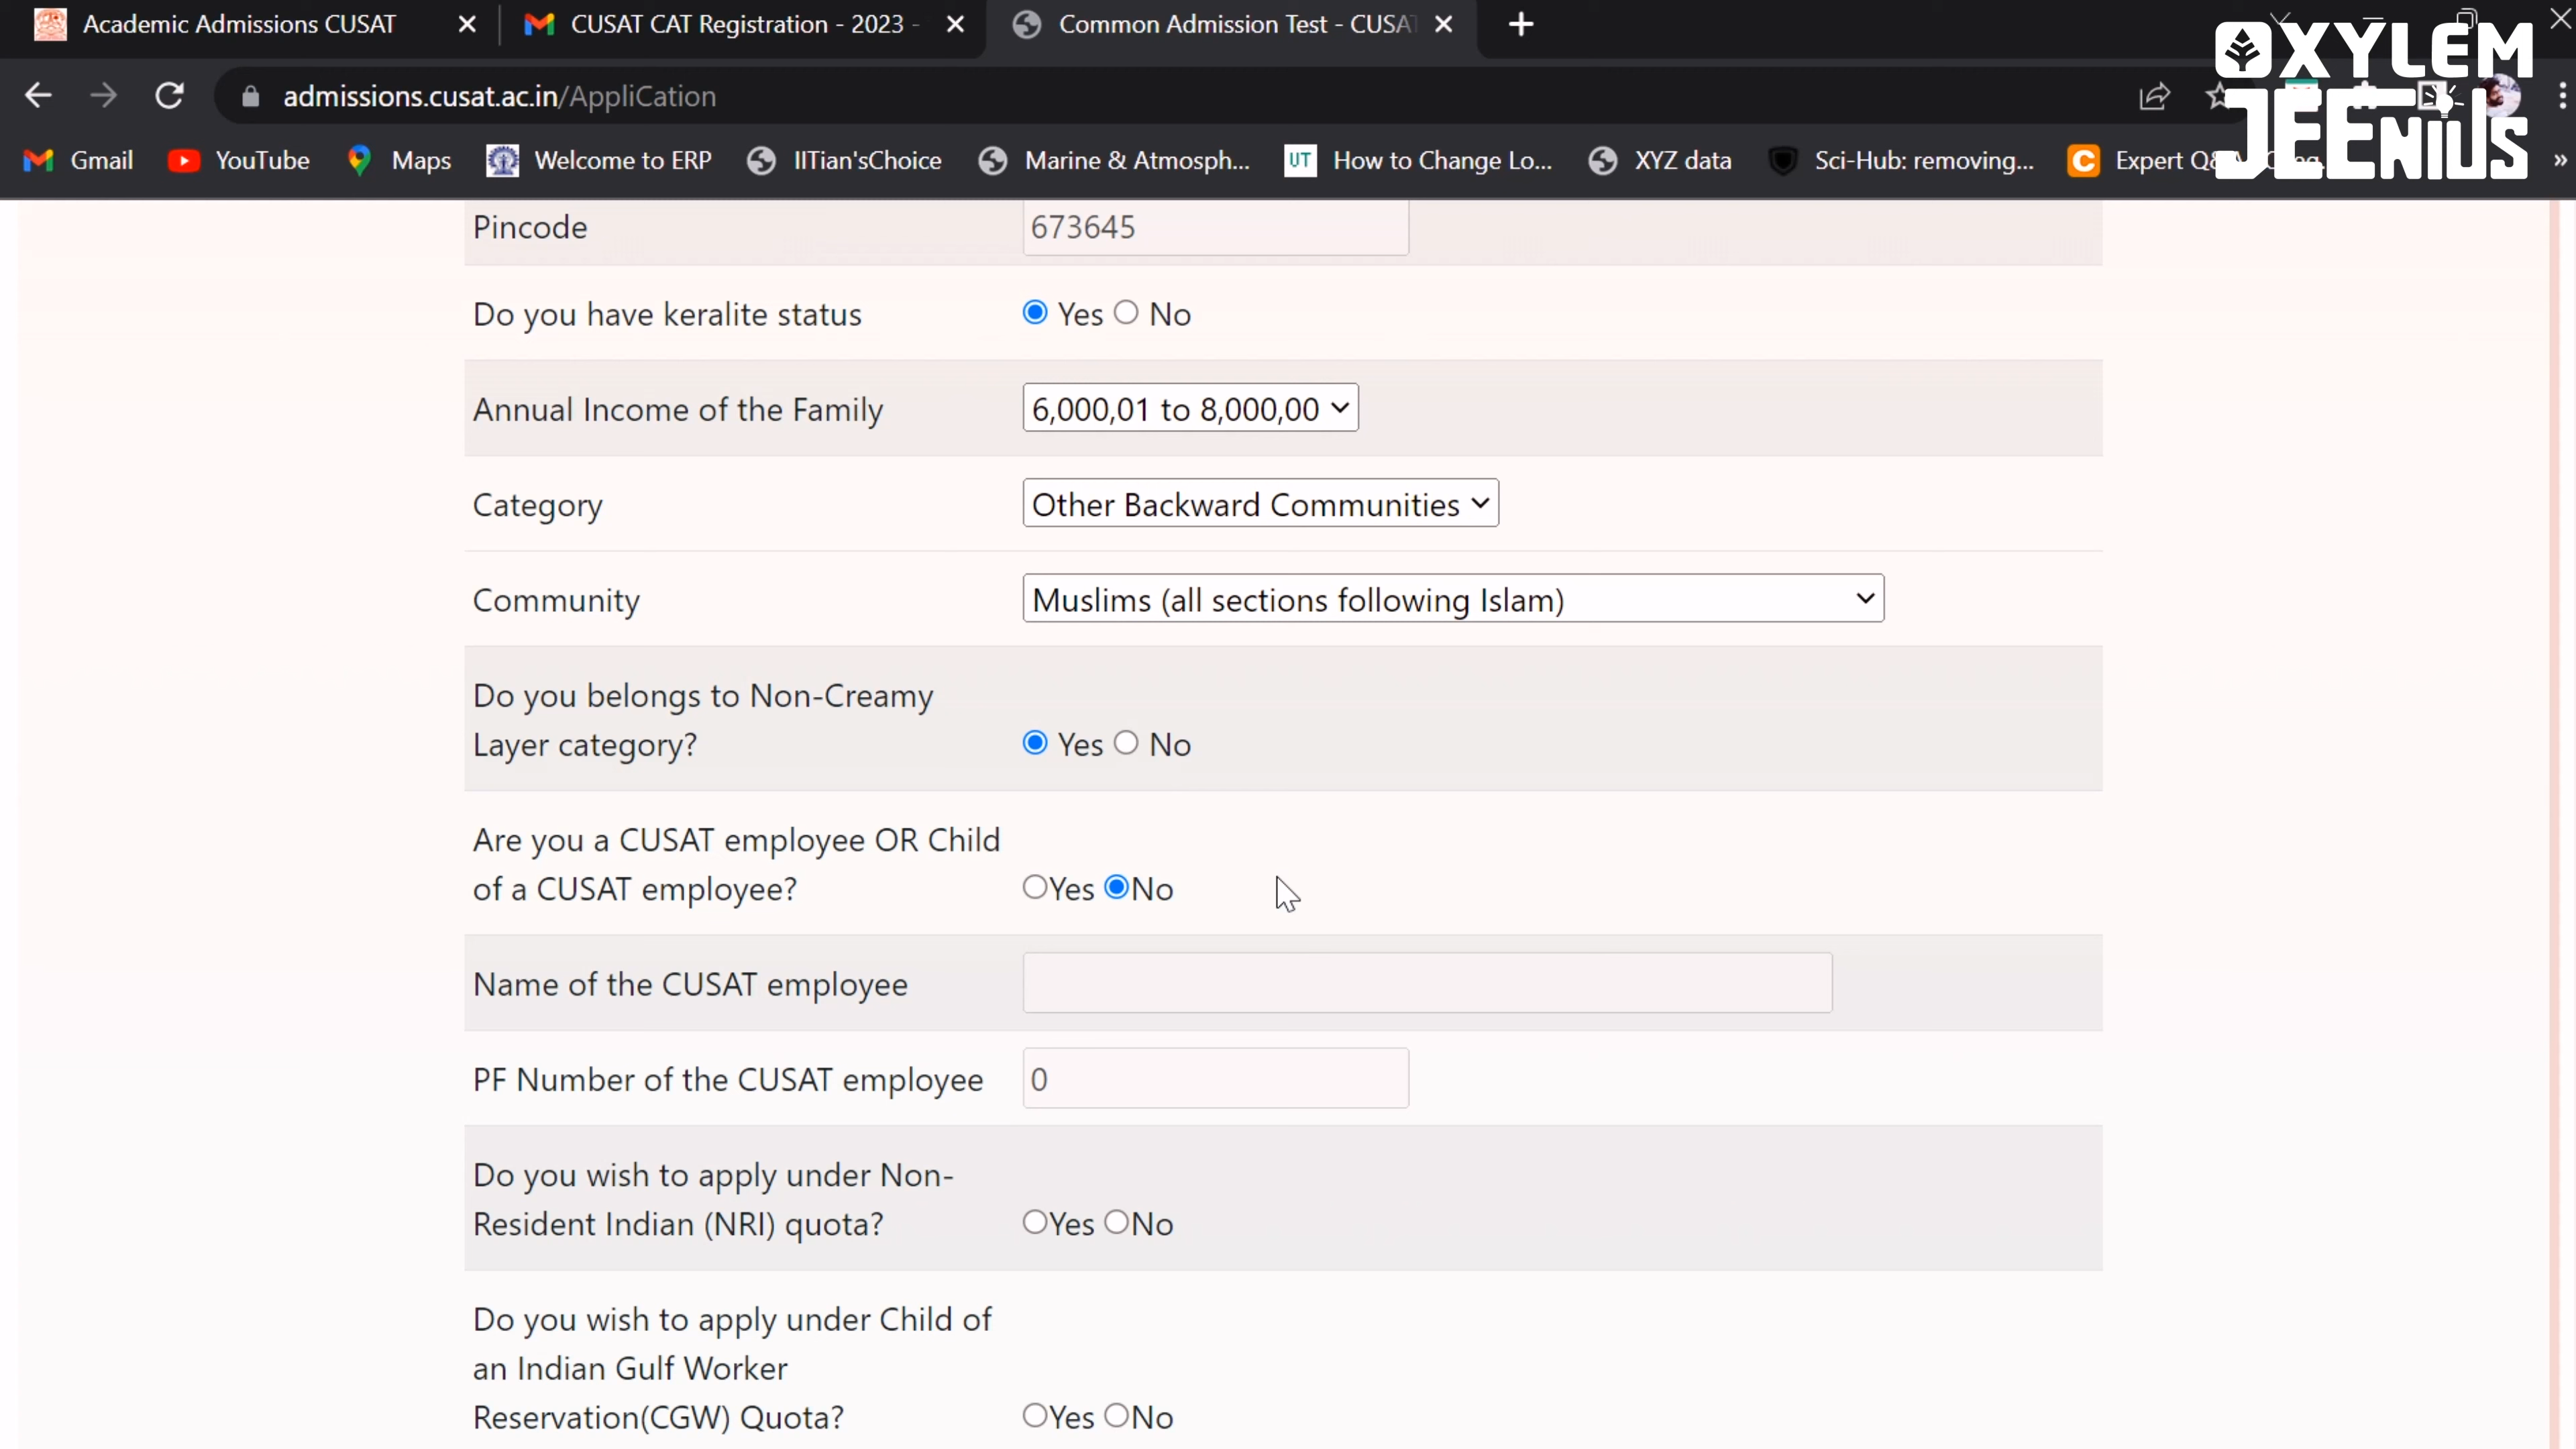 Academic Admissions CUSAT
CUSAT CAT Registration - 2023 -
Common Admission Test - CUSAT
admissions.cusat.ac.in/AppliCation
XYLEM
JEENIUS
Gmail YouTube Maps Welcome to ERP IITian'sChoice Marine & Atmosph... UT How to Change Lo... XYZ data Sci-Hub: removing... C Expert
Pincode 673645
Do you have keralite status Yes No
Annual Income of the Family 6,000,01 to 8,000,00
Category Other Backward Communities
Community Muslims (all sections following Islam)
Do you belongs to Non-Creamy
Layer category? Yes No
Are you a CUSAT employee OR Child
of a CUSAT employee? Yes No
Name of the CUSAT employee
PF Number of the CUSAT employee 0
Do you wish to apply under Non-
Resident Indian (NRI) quota? Yes No
Do you wish to apply under Child of
an Indian Gulf Worker
Reservation(CGW) Quota? Yes No